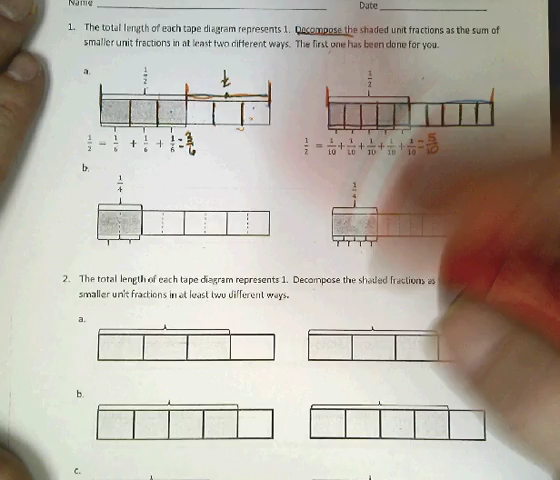 Name Date
1. The total length of each tape diagram represents 1. Decompose the shaded unit fractions as the sum of
smaller unit fractions in at least two different ways. The first one has been done for you.
a.
1/2 1/2 1/2
1/2 = 1/6 + 1/6 + 1/6 = 3/6 1/2 = 1/10 + 1/10 + 1/10 + 1/10 + 1/10 = 5/10
b.
1/4 1/4
2. The total length of each tape diagram represents 1. Decompose the shaded fractions as
smaller unit fractions in at least two different ways.
a.
b.
c.